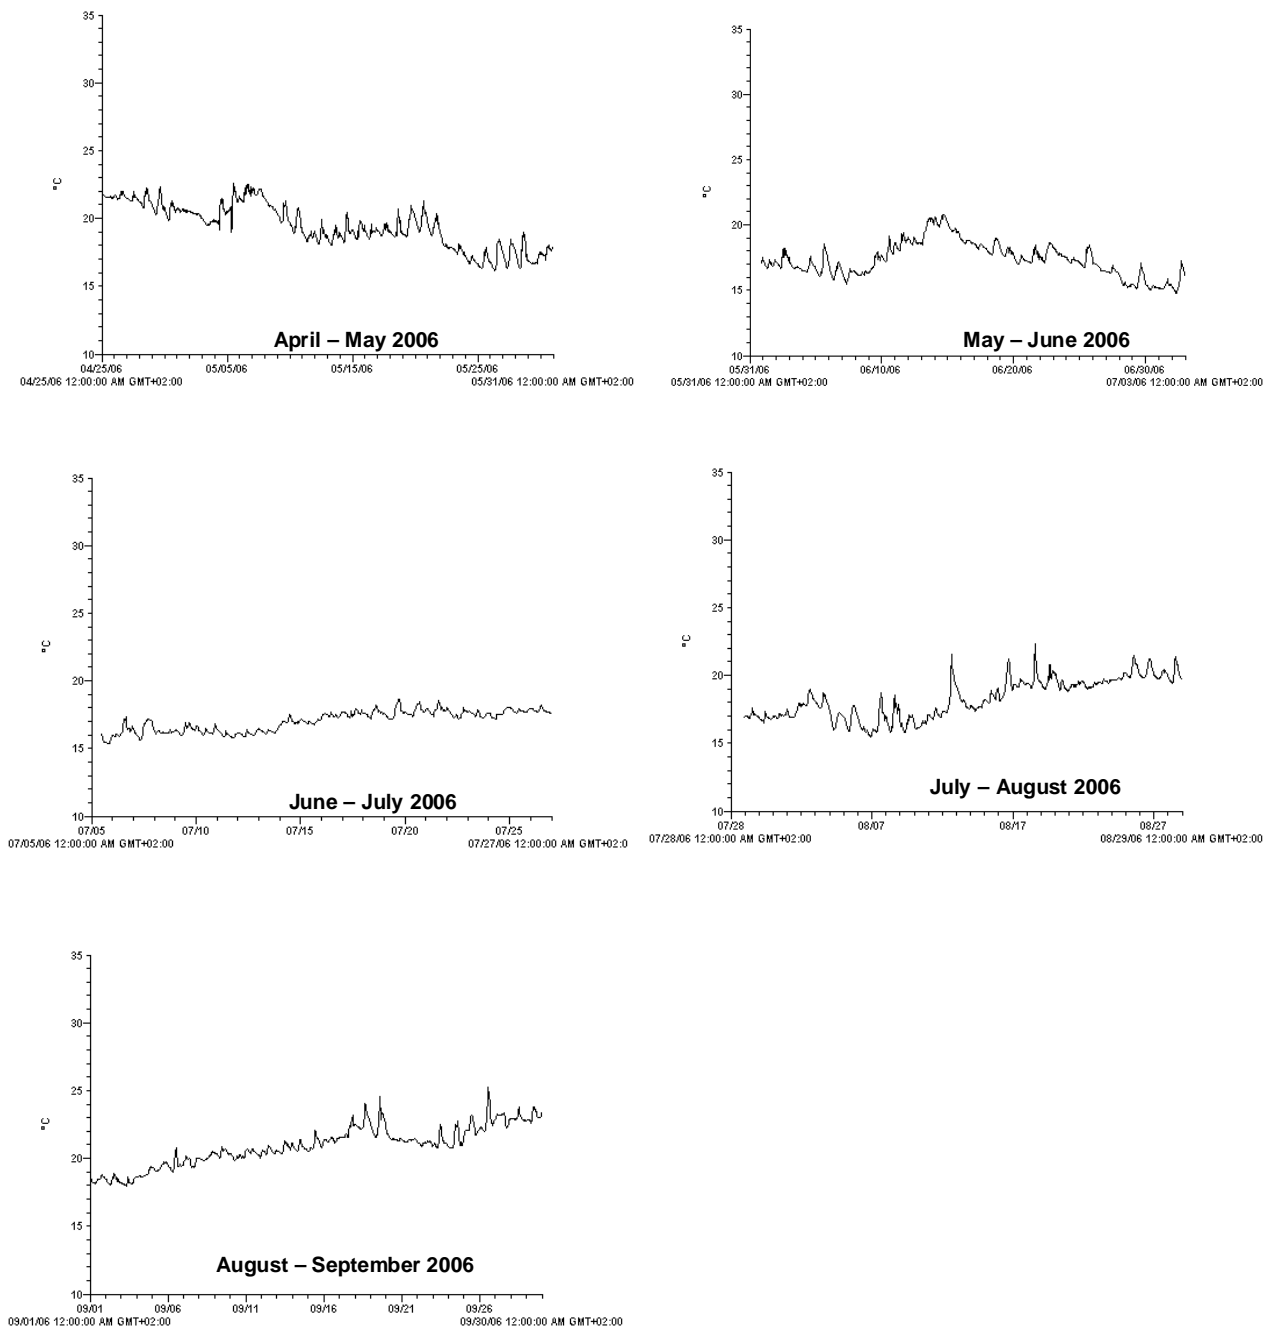 35
30
25
°C
20
15
April – May 2006
10
04/25/06 05/05/06 05/15/06 05/25/06
04/25/06 12:00:00 AM GMT+02:00 05/31/06 12:00:00 AM GMT+02:00
35
30
25
°C
20
15
May – June 2006
10
05/31/06 06/10/06 06/20/06 06/30/06
05/31/06 12:00:00 AM GMT+02:00 07/03/06 12:00:00 AM GMT+02:00
35
30
25
°C
20
15
June – July 2006
10
07/05 07/10 07/15 07/20 07/25
07/05/06 12:00:00 AM GMT+02:00 07/27/06 12:00:00 AM GMT+02:0
35
30
25
°C
20
15
July – August 2006
10
07/28 08/07 08/17 08/27
07/28/06 12:00:00 AM GMT+02:00 08/29/06 12:00:00 AM GMT+02:00
35
30
25
°C
20
15
August – September 2006
10
09/01 09/06 09/11 09/16 09/21 09/26
09/01/06 12:00:00 AM GMT+02:00 09/30/06 12:00:00 AM GMT+02:00